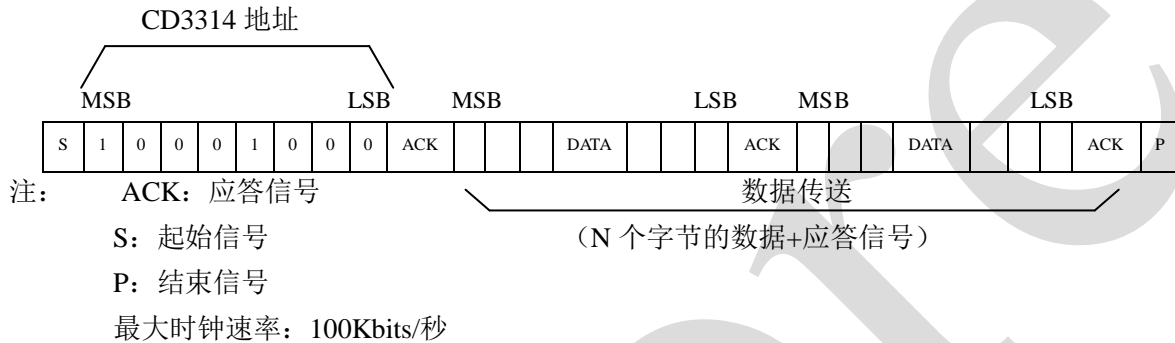 CD3314 地址
MSB LSB MSB LSB MSB LSB
S 1 0 0 0 1 0 0 0 ACK DATA ACK DATA ACK P
注： ACK：应答信号 数据传送
S：起始信号 （N 个字节的数据+应答信号）
P：结束信号
最大时钟速率：100Kbits/秒